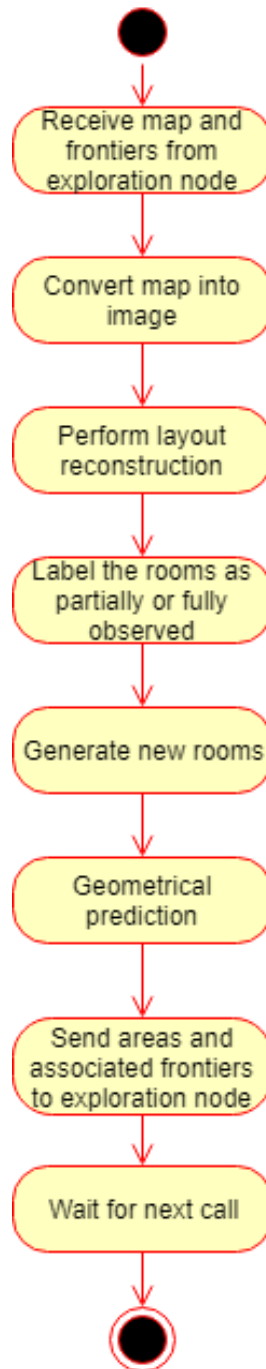 Receive map and
frontiers from
exploration node
Convert map into
image
Perform layout
reconstruction
Label the rooms as
partially or fully
observed
Generate new rooms
Geometrical
prediction
Send areas and
associated frontiers
to exploration node
Wait for next call